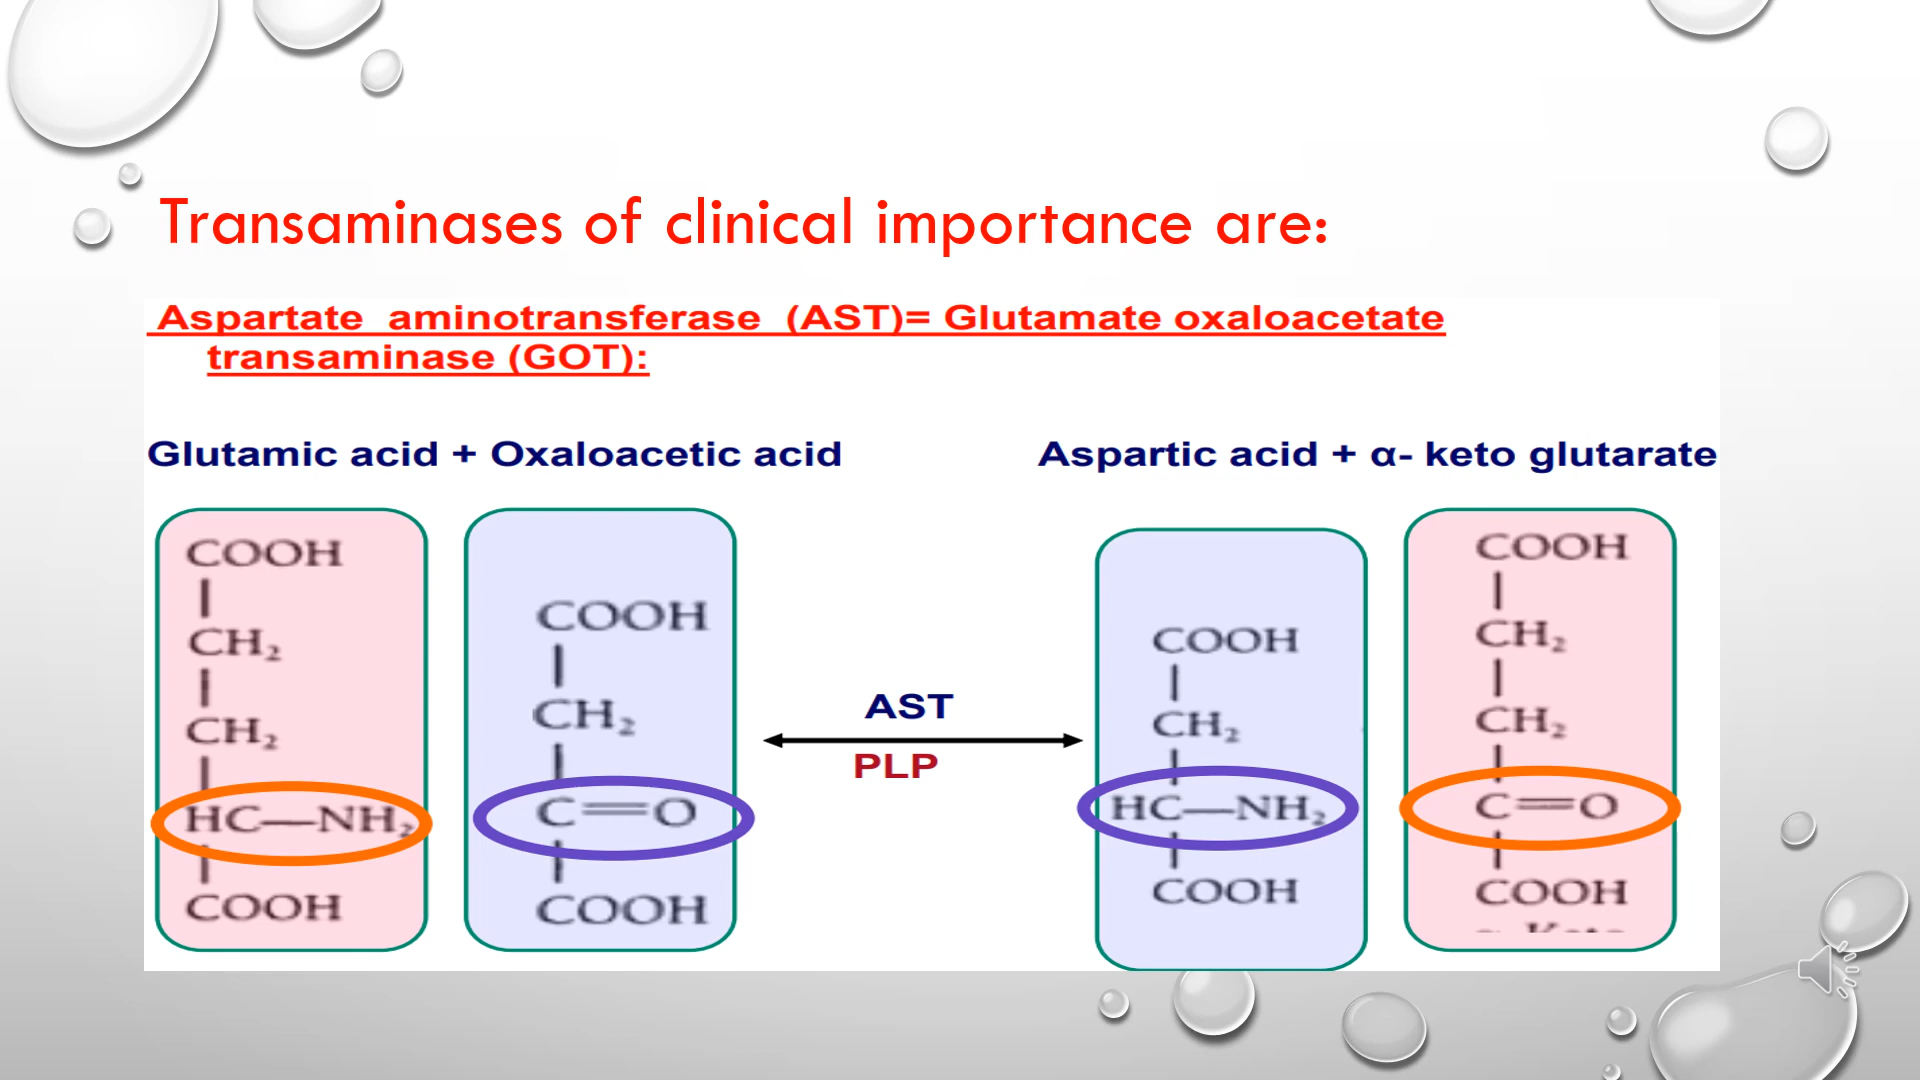 Transaminases of clinical importance are:
Aspartate aminotransferase (AST)= Glutamate oxaloacetate
transaminase (GOT):
Glutamic acid + Oxaloacetic acid
Aspartic acid + α- keto glutarate
COOH
CH₂
CH₂
HC—NH₂
COOH
COOH
CH₂
C=O
COOH
AST
PLP
COOH
CH₂
HC—NH₂
COOH
COOH
CH₂
CH₂
C=O
COOH